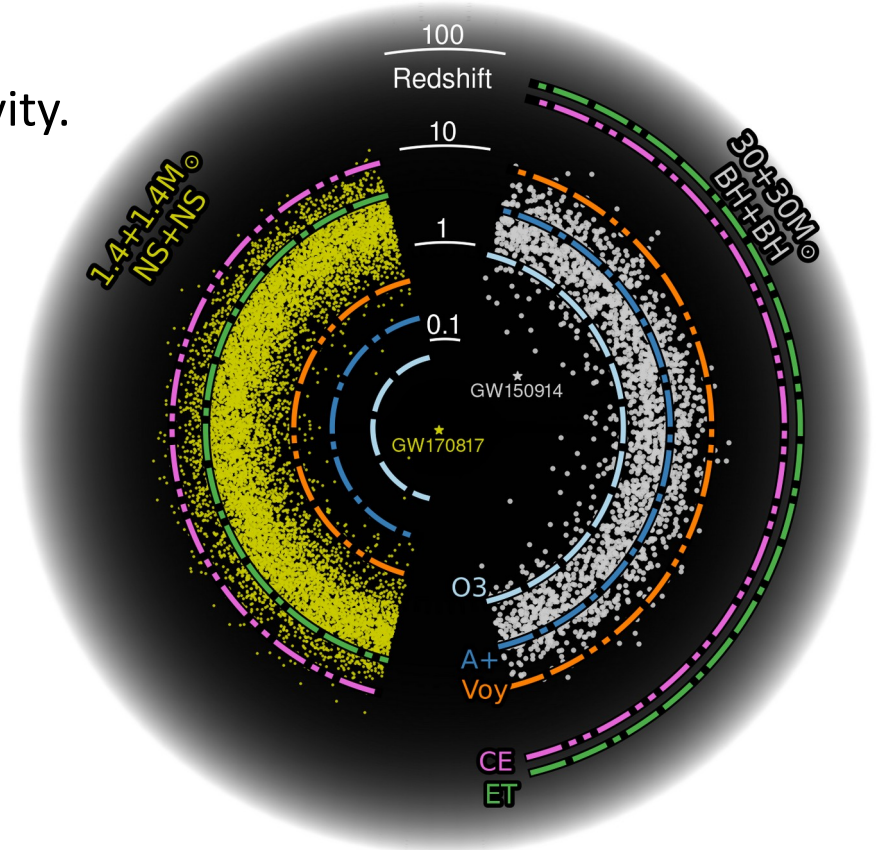 100
Redshift
vity.
10
1.4+1.4M☉
NS+NS
30+30M☉
BH+BH
1
0.1
GW150914
GW170817
O3
A+
Voy
CE
ET